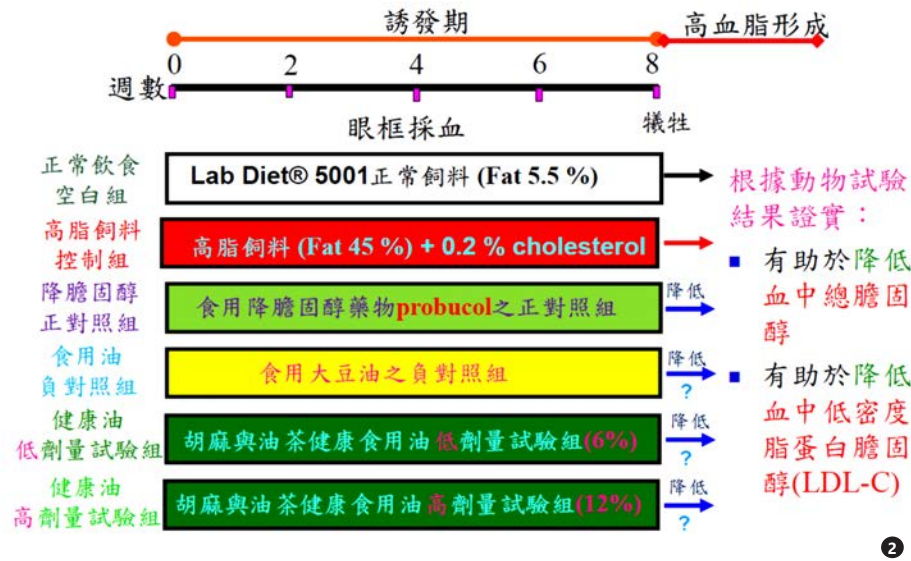 誘發期
高血脂形成
0 2 4 6 8
週數
眼框採血
犧牲
正常飲食
空白組
Lab Diet® 5001正常飼料 (Fat 5.5 %)
高脂飼料
控制組
高脂飼料 (Fat 45 %) + 0.2 % cholesterol
降膽固醇
正對照組
食用降膽固醇藥物probucol之正對照組
降低
食用油
負對照組
食用大豆油之負對照組
降低
?
健康油
低劑量試驗組
胡麻與油茶健康食用油低劑量試驗組(6%)
降低
?
健康油
高劑量試驗組
胡麻與油茶健康食用油高劑量試驗組(12%)
降低
?
根據動物試驗
結果證實：
■ 有助於降低
血中總膽固
醇
■ 有助於降低
血中低密度
脂蛋白膽固
醇(LDL-C)
2